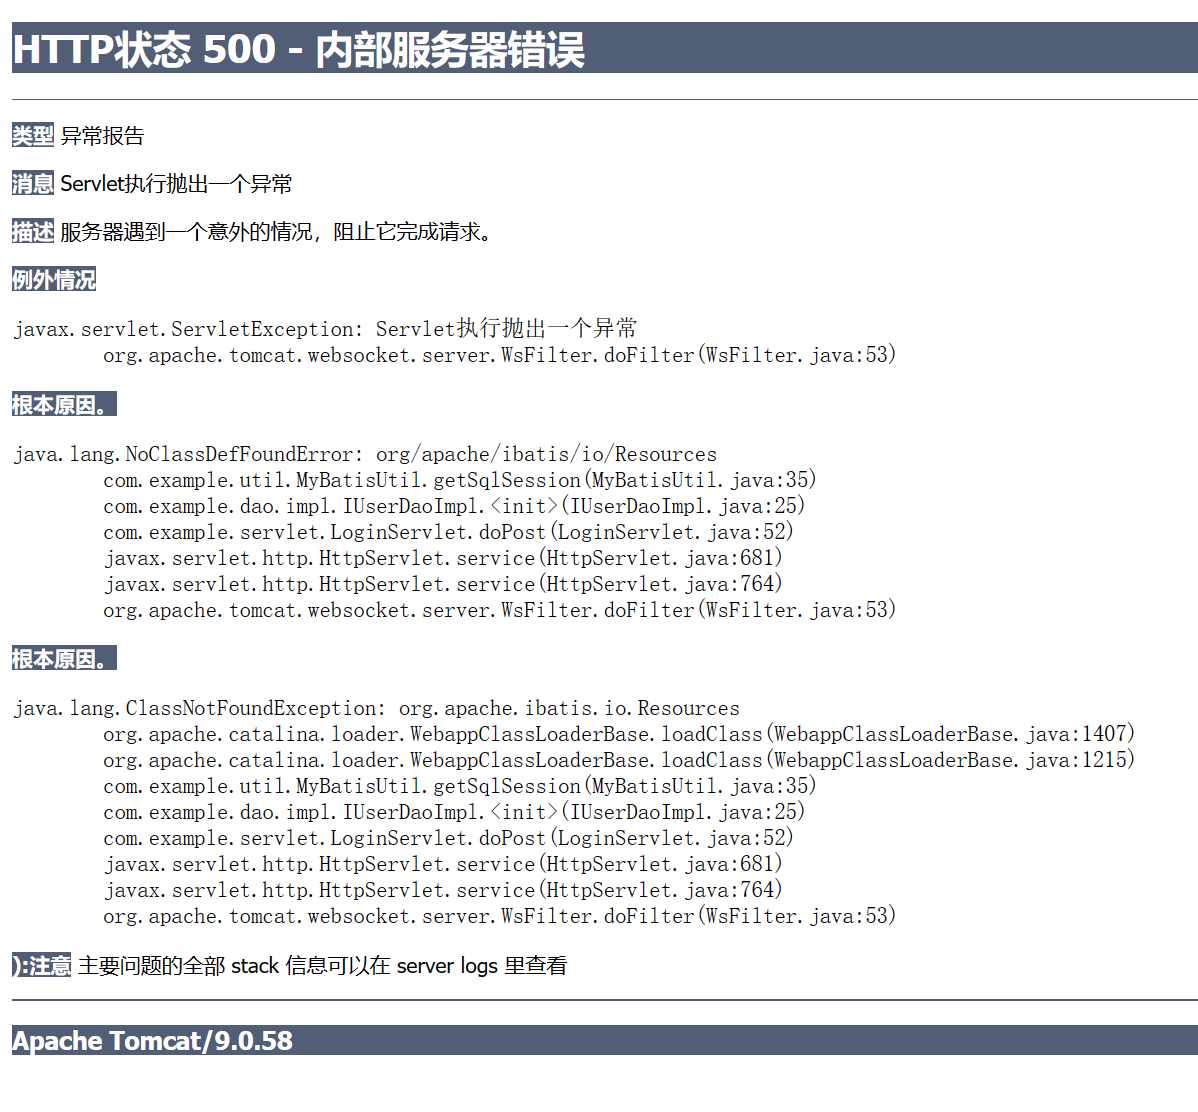 HTTP状态 500 - 内部服务器错误
类型 异常报告
消息 Servlet执行抛出一个异常
描述 服务器遇到一个意外的情况，阻止它完成请求。
例外情况
javax.servlet.ServletException: Servlet执行抛出一个异常
org.apache.tomcat.websocket.server.WsFilter.doFilter(WsFilter.java:53)
根本原因。
java.lang.NoClassDefFoundError: org/apache/ibatis/io/Resources
com.example.util.MyBatisUtil.getSqlSession(MyBatisUtil.java:35)
com.example.dao.impl.IUserDaoImpl.<init>(IUserDaoImpl.java:25)
com.example.servlet.LoginServlet.doPost(LoginServlet.java:52)
javax.servlet.http.HttpServlet.service(HttpServlet.java:681)
javax.servlet.http.HttpServlet.service(HttpServlet.java:764)
org.apache.tomcat.websocket.server.WsFilter.doFilter(WsFilter.java:53)
根本原因。
java.lang.ClassNotFoundException: org.apache.ibatis.io.Resources
org.apache.catalina.loader.WebappClassLoaderBase.loadClass(WebappClassLoaderBase.java:1407)
org.apache.catalina.loader.WebappClassLoaderBase.loadClass(WebappClassLoaderBase.java:1215)
com.example.util.MyBatisUtil.getSqlSession(MyBatisUtil.java:35)
com.example.dao.impl.IUserDaoImpl.<init>(IUserDaoImpl.java:25)
com.example.servlet.LoginServlet.doPost(LoginServlet.java:52)
javax.servlet.http.HttpServlet.service(HttpServlet.java:681)
javax.servlet.http.HttpServlet.service(HttpServlet.java:764)
org.apache.tomcat.websocket.server.WsFilter.doFilter(WsFilter.java:53)
):注意 主要问题的全部 stack 信息可以在 server logs 里查看
Apache Tomcat/9.0.58